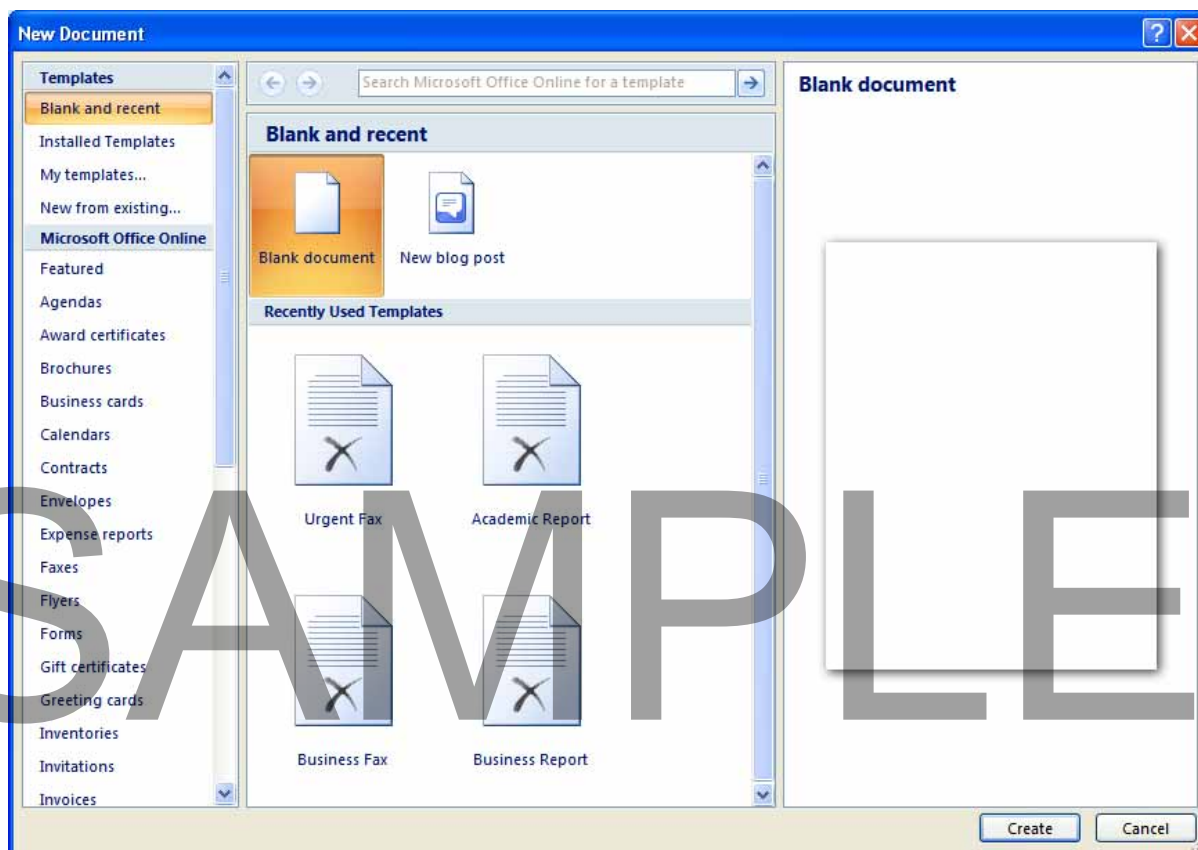 New Document
Templates
Blank and recent
Installed Templates
My templates...
New from existing...
Microsoft Office Online
Featured
Agendas
Award certificates
Brochures
Business cards
Calendars
Contracts
Envelopes
Expense reports
Faxes
Flyers
Forms
Gift certificates
Greeting cards
Inventories
Invitations
Invoices
Search Microsoft Office Online for a template
Blank and recent
Blank document
New blog post
Recently Used Templates
Urgent Fax
Academic Report
Business Fax
Business Report
Blank document
Create
Cancel
SAMPLE